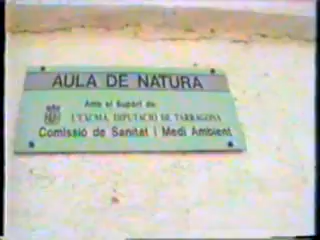 AULA DE NATURA
Amb el Suport de:
L'EXCMA. DIPUTACIÓ DE TARRAGONA
Comissió de Sanitat i Medi Ambient